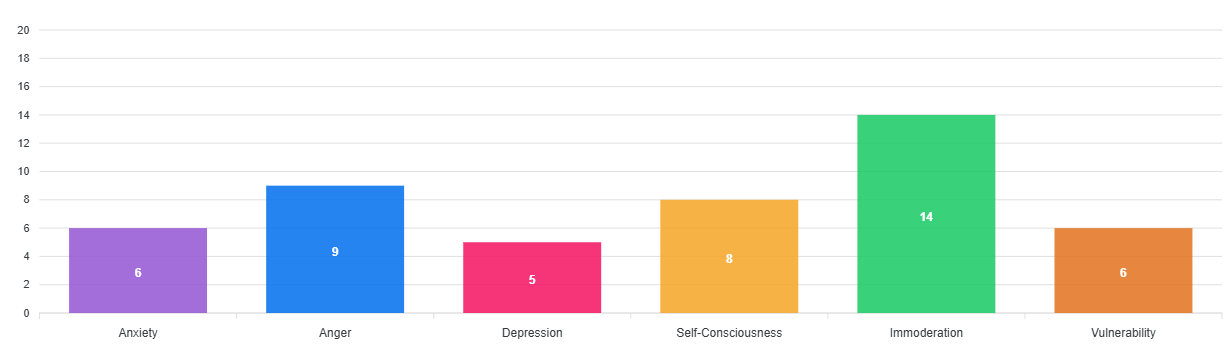 20
18
16
14
12
10
8
6
4
2
0
6
9
5
8
14
6
Anxiety
Anger
Depression
Self-Consciousness
Immoderation
Vulnerability